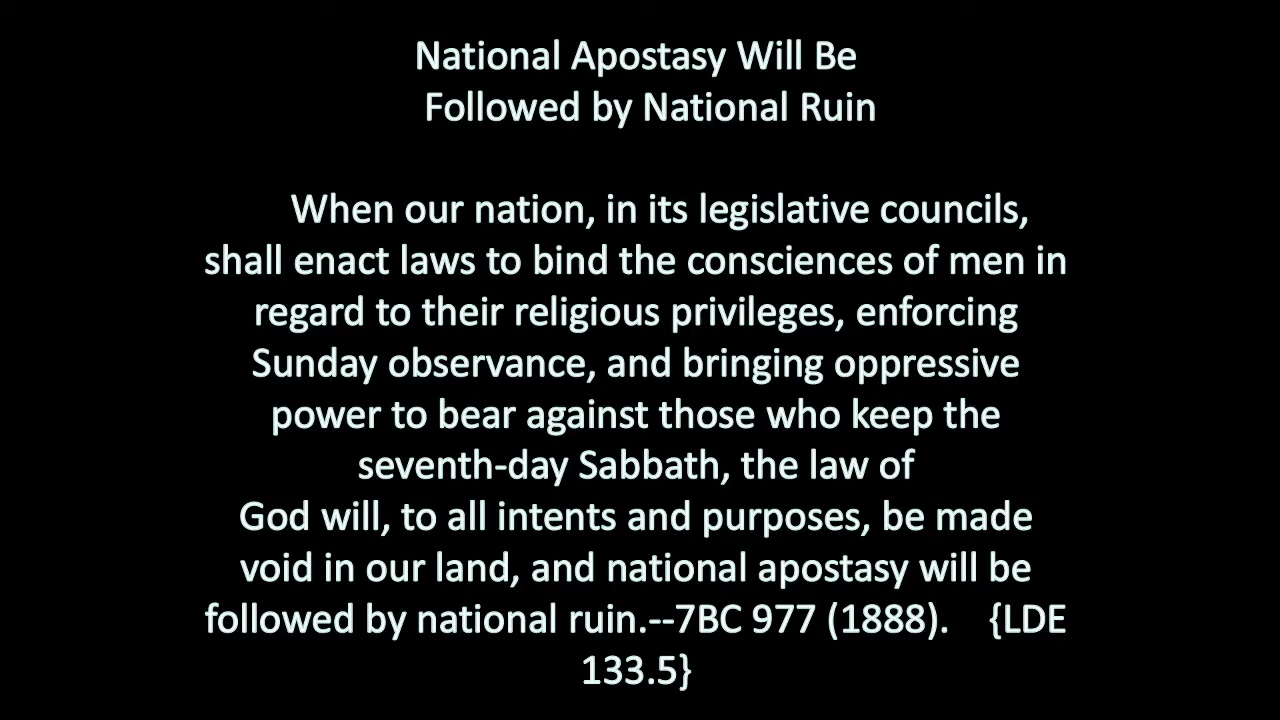 National Apostasy Will Be
Followed by National Ruin
When our nation, in its legislative councils,
shall enact laws to bind the consciences of men in
regard to their religious privileges, enforcing
Sunday observance, and bringing oppressive
power to bear against those who keep the
seventh-day Sabbath, the law of
God will, to all intents and purposes, be made
void in our land, and national apostasy will be
followed by national ruin.--7BC 977 (1888). {LDE
133.5}